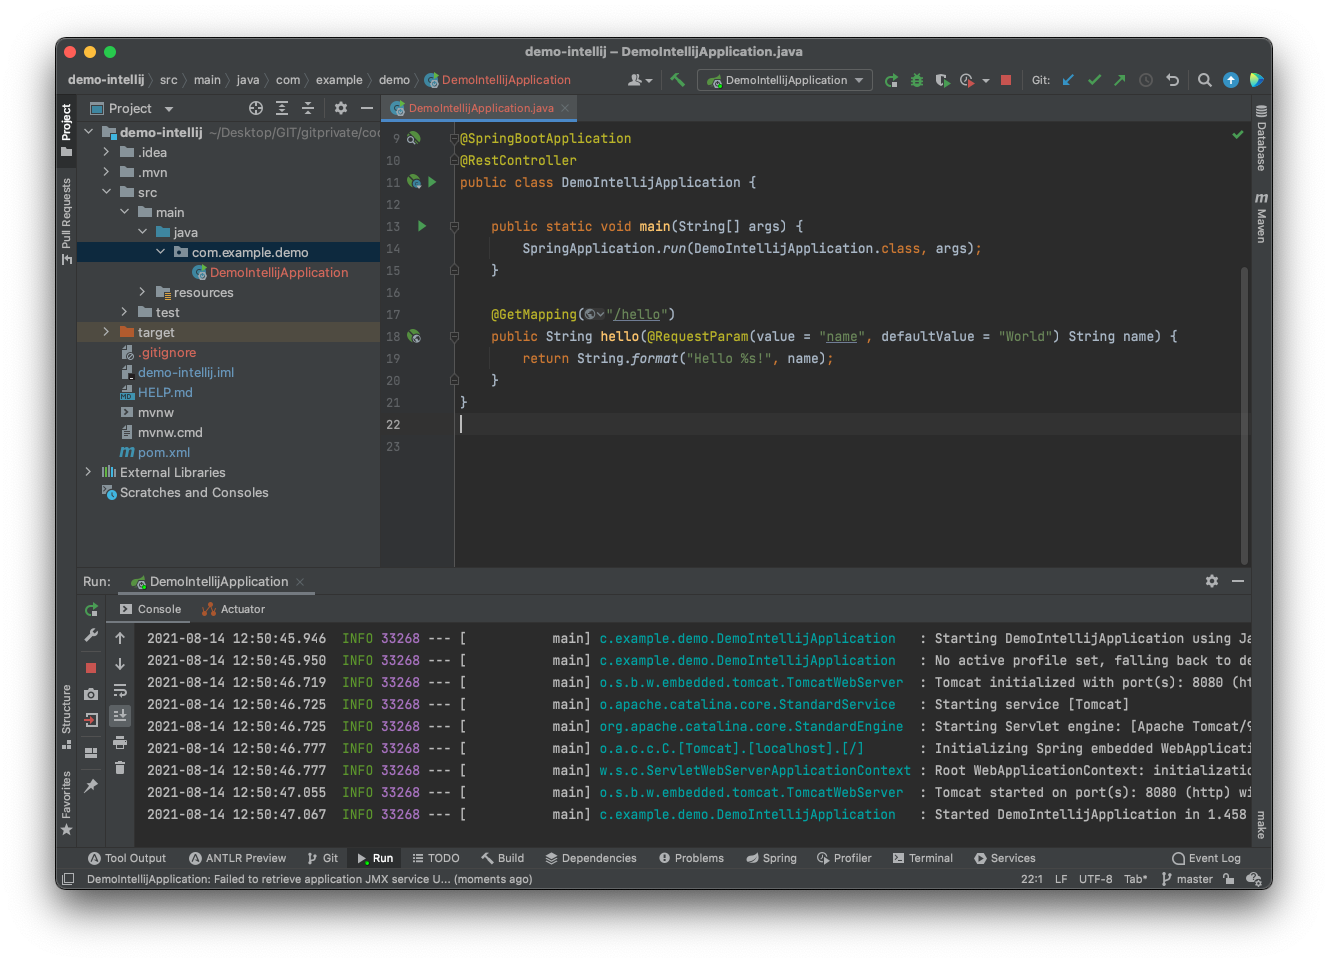 demo-intellij – DemoIntellijApplication.java
demo-intellij src main java com example demo DemoIntellijApplication
DemoIntellijApplication
Git:
Project
DemoIntellijApplication.java
Project
Pull Requests
Structure
Favorites
demo-intellij ~/Desktop/GIT/gitprivate/co
.idea
.mvn
src
main
java
com.example.demo
DemoIntellijApplication
resources
test
target
.gitignore
demo-intellij.iml
HELP.md
mvnw
mvnw.cmd
pom.xml
External Libraries
Scratches and Consoles
9 @SpringBootApplication
10 @RestController
11 public class DemoIntellijApplication {
12
13 public static void main(String[] args) {
14 SpringApplication.run(DemoIntellijApplication.class, args);
15 }
16
17 @GetMapping("/hello")
18 public String hello(@RequestParam(value = "name", defaultValue = "World") String name) {
19 return String.format("Hello %s!", name);
20 }
21 }
22
23
Database
Maven
make
Run: DemoIntellijApplication
Console Actuator
2021-08-14 12:50:45.946 INFO 33268 --- [ main] c.example.demo.DemoIntellijApplication : Starting DemoIntellijApplication using Ja
2021-08-14 12:50:45.950 INFO 33268 --- [ main] c.example.demo.DemoIntellijApplication : No active profile set, falling back to de
2021-08-14 12:50:46.719 INFO 33268 --- [ main] o.s.b.w.embedded.tomcat.TomcatWebServer : Tomcat initialized with port(s): 8080 (ht
2021-08-14 12:50:46.725 INFO 33268 --- [ main] o.apache.catalina.core.StandardService : Starting service [Tomcat]
2021-08-14 12:50:46.725 INFO 33268 --- [ main] org.apache.catalina.core.StandardEngine : Starting Servlet engine: [Apache Tomcat/9
2021-08-14 12:50:46.777 INFO 33268 --- [ main] o.a.c.c.C.[Tomcat].[localhost].[/] : Initializing Spring embedded WebApplicati
2021-08-14 12:50:46.777 INFO 33268 --- [ main] w.s.c.ServletWebServerApplicationContext : Root WebApplicationContext: initializatio
2021-08-14 12:50:47.055 INFO 33268 --- [ main] o.s.b.w.embedded.tomcat.TomcatWebServer : Tomcat started on port(s): 8080 (http) wi
2021-08-14 12:50:47.067 INFO 33268 --- [ main] c.example.demo.DemoIntellijApplication : Started DemoIntellijApplication in 1.458
Tool Output ANTLR Preview Git Run TODO Build Dependencies Problems Spring Profiler Terminal Services Event Log
DemoIntellijApplication: Failed to retrieve application JMX service U... (moments ago) 22:1 LF UTF-8 Tab* master